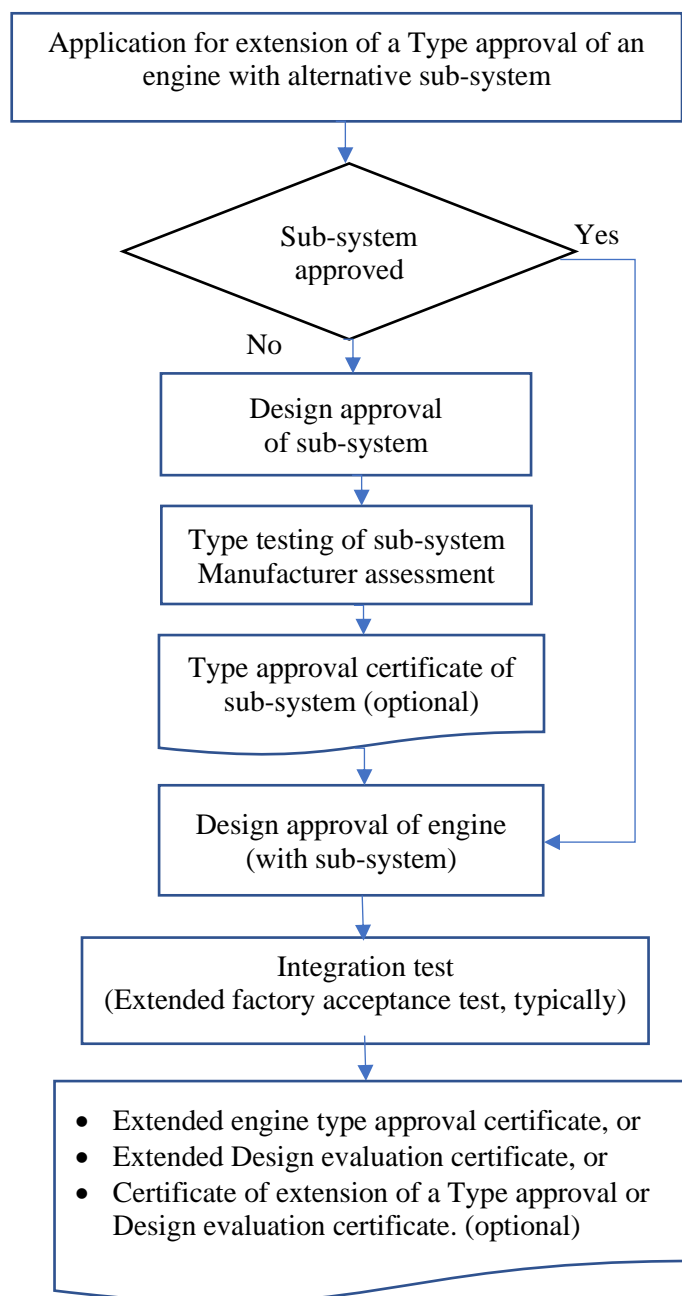 Application for extension of a Type approval of an
engine with alternative sub-system
Sub-system
approved
Yes
No
Design approval
of sub-system
Type testing of sub-system
Manufacturer assessment
Type approval certificate of
sub-system (optional)
Design approval of engine
(with sub-system)
Integration test
(Extended factory acceptance test, typically)
• Extended engine type approval certificate, or
• Extended Design evaluation certificate, or
• Certificate of extension of a Type approval or
Design evaluation certificate. (optional)